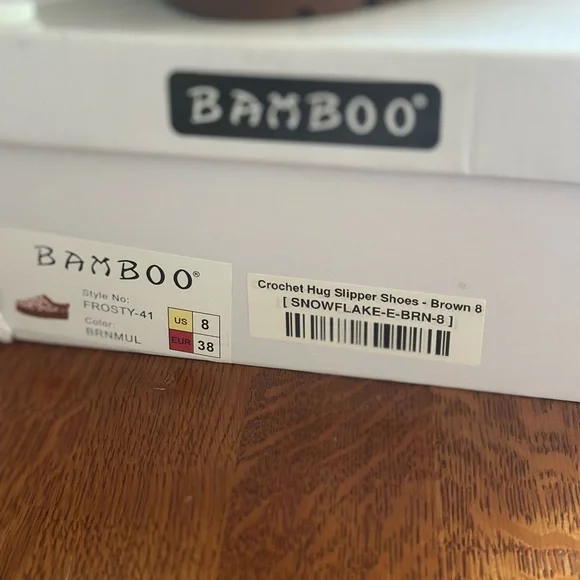 BAMBOO®
BAMBOO®
Style No:
FROSTY-41
Color:
BRNMUL
US 8
EUR 38
Crochet Hug Slipper Shoes - Brown 8
[ SNOWFLAKE-E-BRN-8 ]